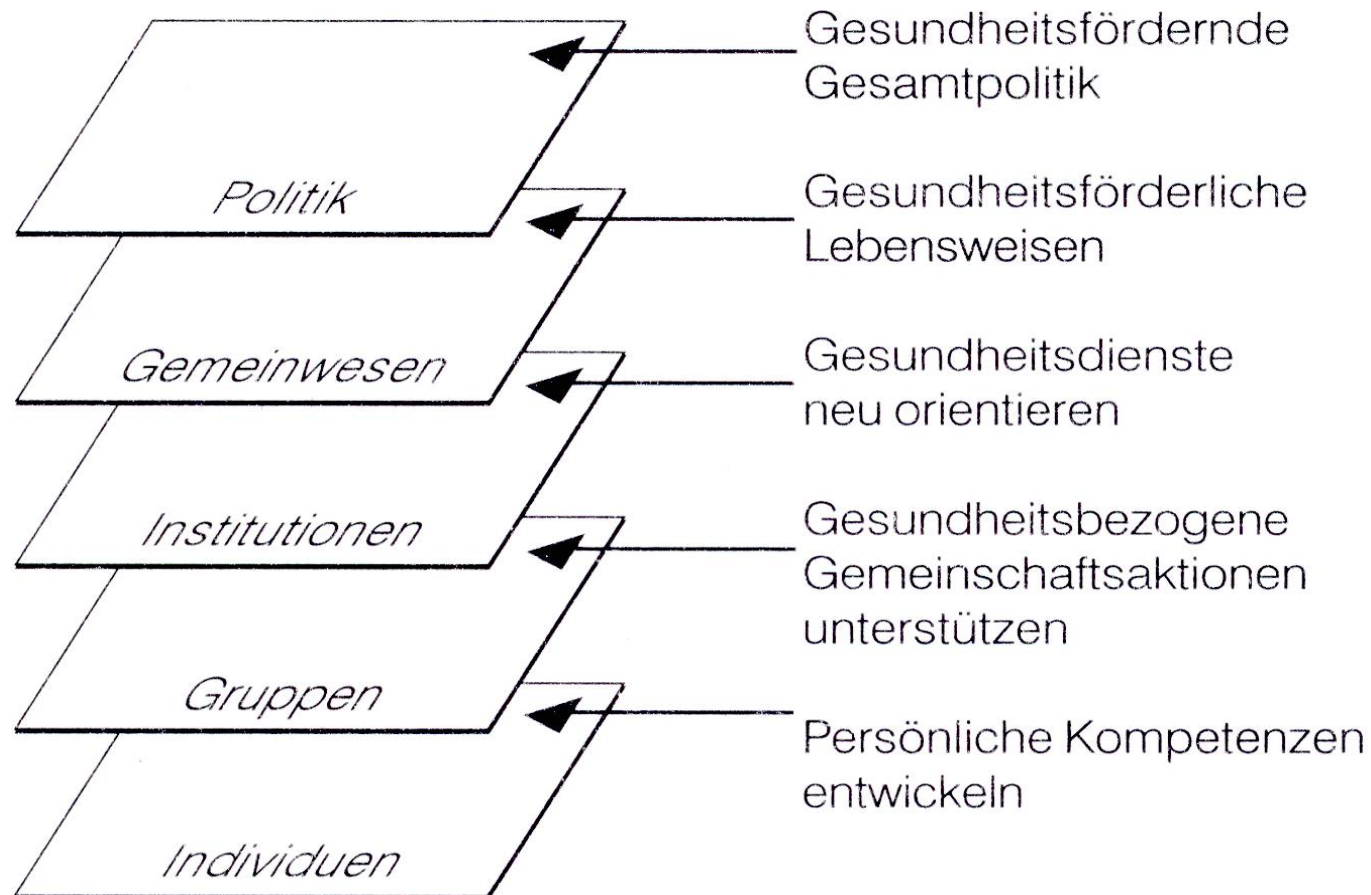 Gesundheitsfördernde
Gesamtpolitik
Politik
Gesundheitsförderliche
Lebensweisen
Gemeinwesen
Gesundheitsdienste
neu orientieren
Institutionen
Gesundheitsbezogene
Gemeinschaftsaktionen
unterstützen
Gruppen
Persönliche Kompetenzen
entwickeln
Individuen